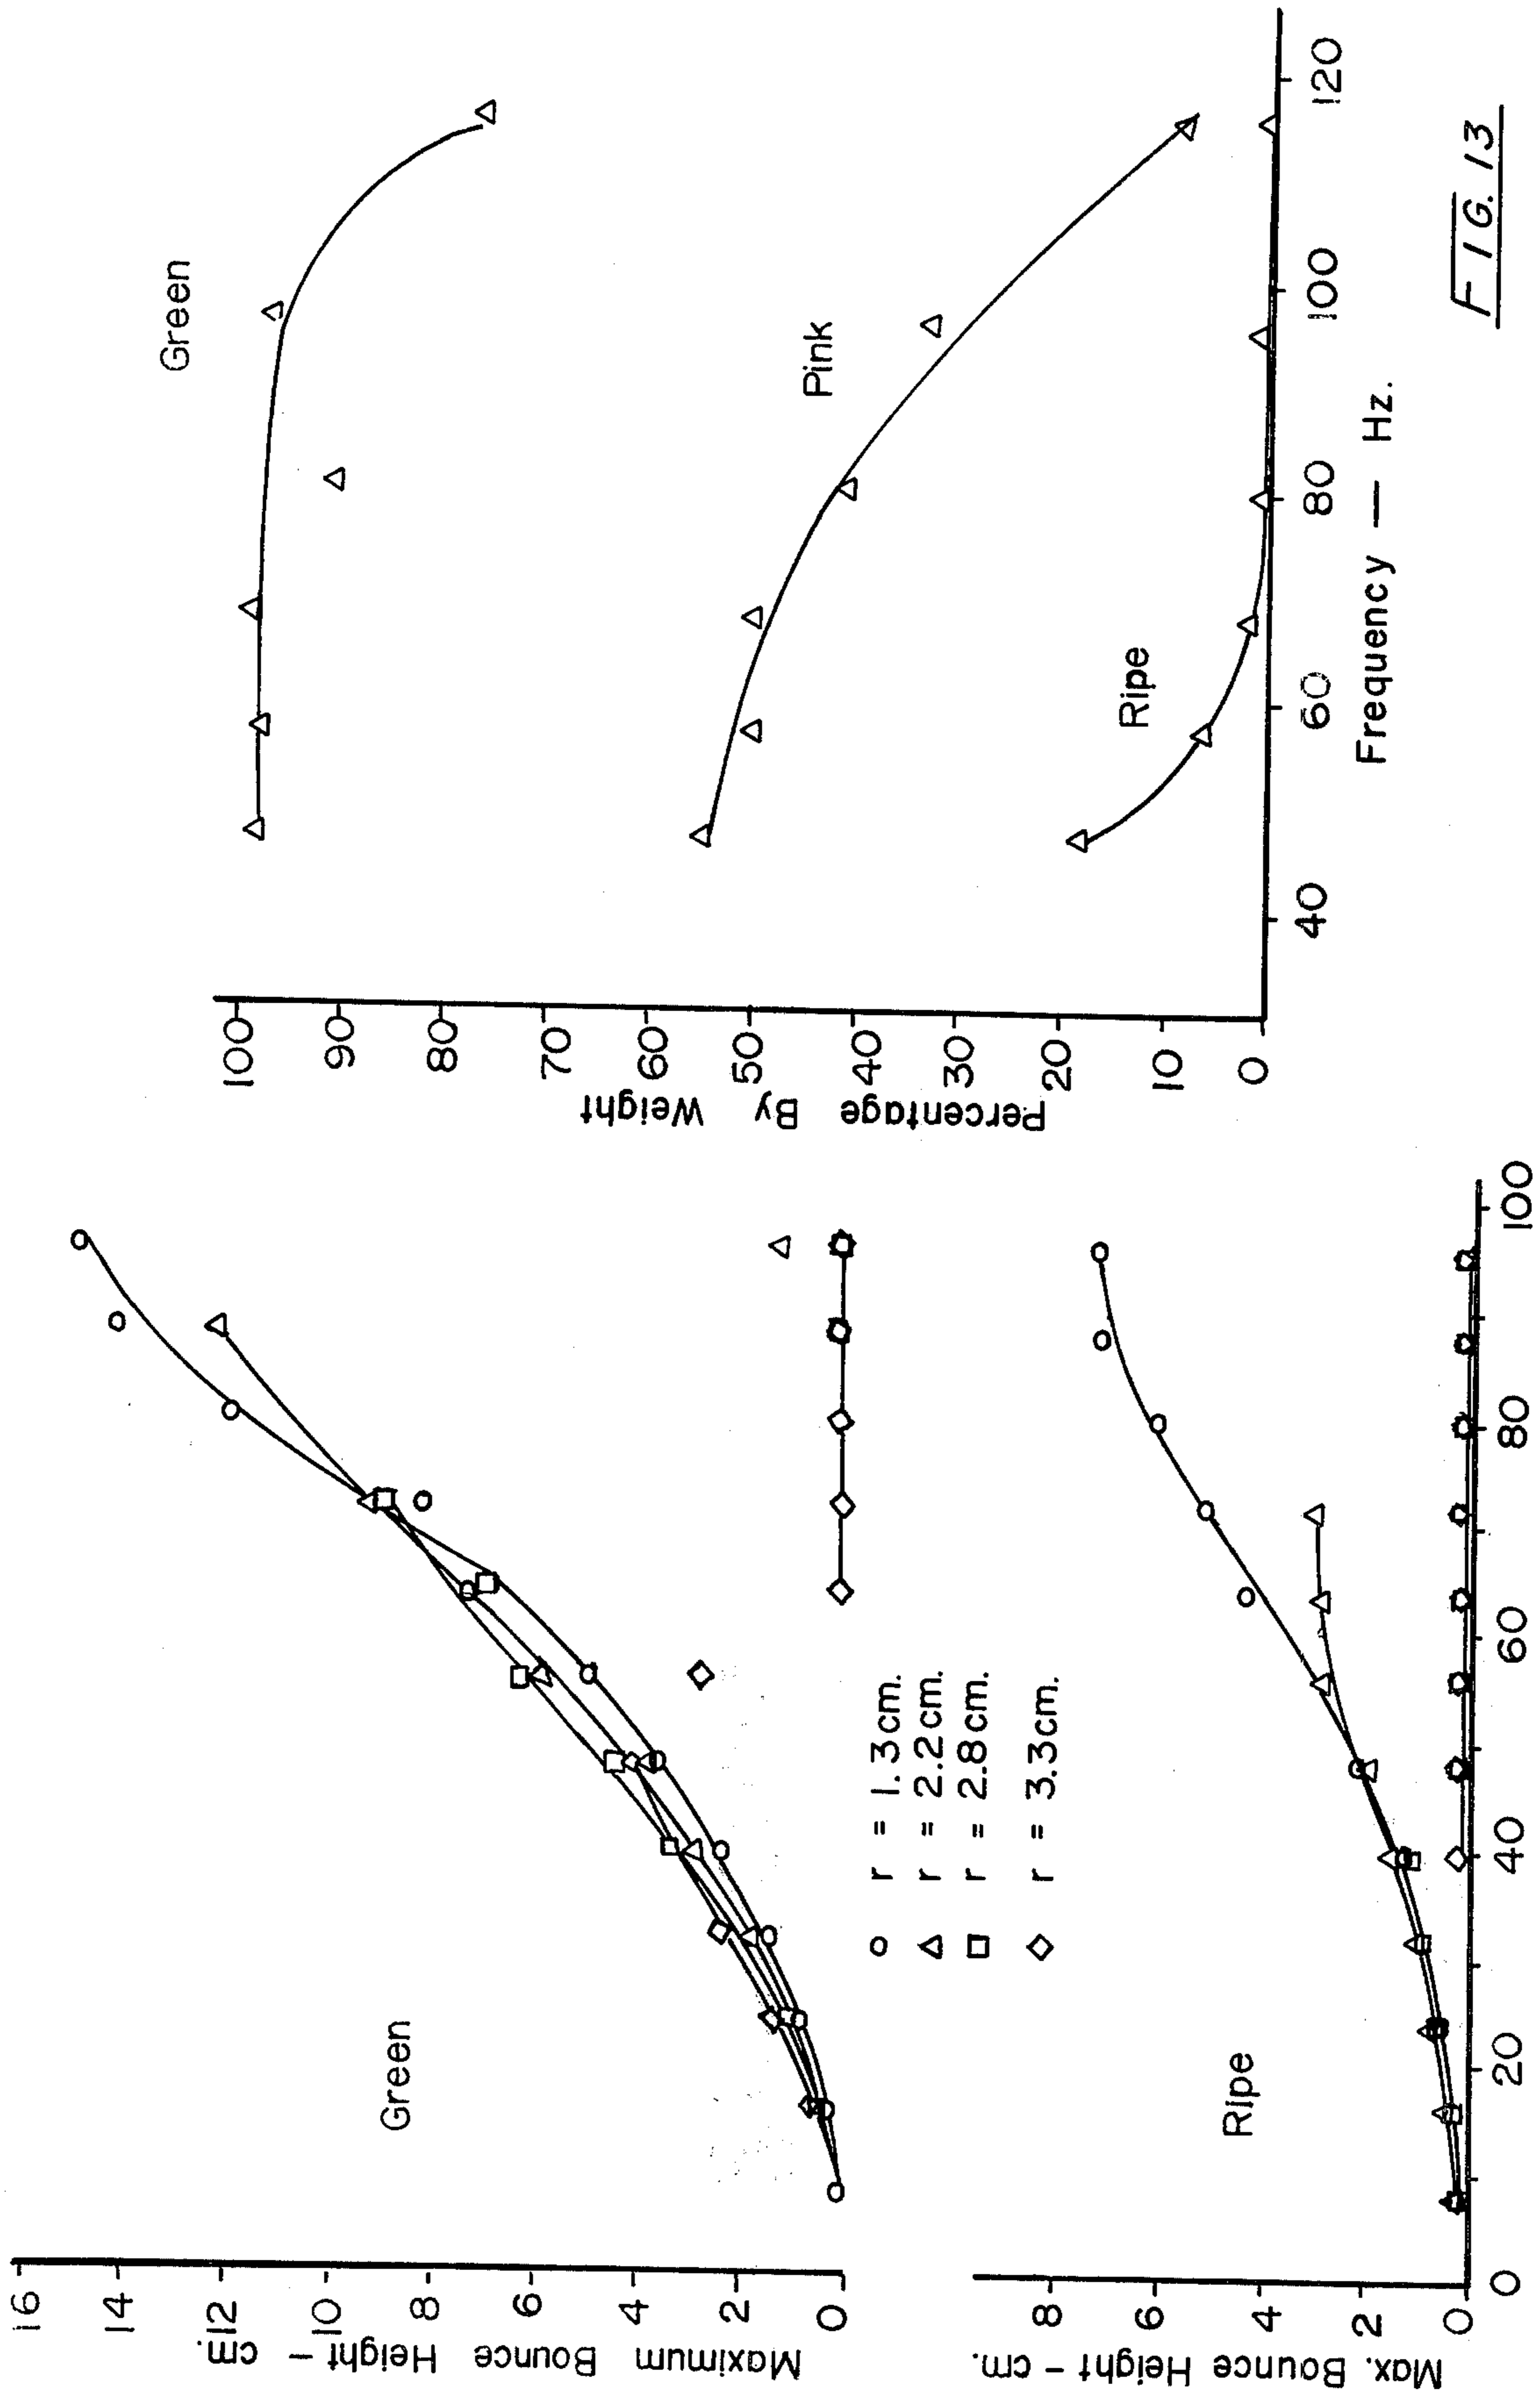 Maximum Bounce Height – cm.
16
14
12
10
8
6
4
2
0
Green
o r = 1.3 cm.
△ r = 2.2 cm.
□ r = 2.8 cm.
◇ r = 3.3 cm.
Max. Bounce Height – cm.
8
6
4
2
0
Ripe
0 20 40 60 80 100
Percentage By Weight
100
90
80
70
60
50
40
30
20
10
0
Green
Pink
Ripe
40 60 80 100 120
Frequency — Hz.
FIG. 13